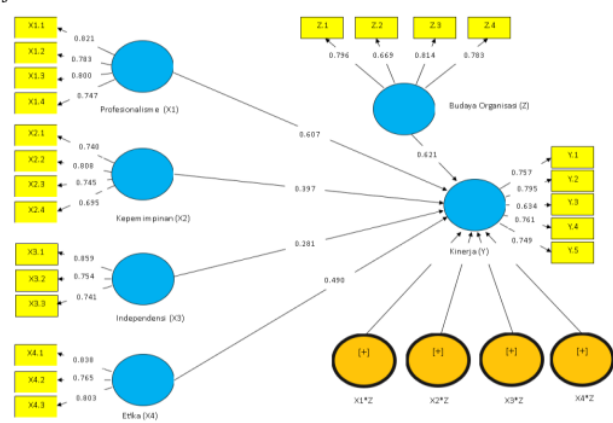 X1.1
X1.2
X1.3
X1.4
0.821
0.783
0.800
0.747
Profesionalisme (X1)
Z.1
Z.2
Z.3
Z.4
0.796
0.669
0.814
0.783
Budaya Organisasi (Z)
0.607
0.621
X2.1
X2.2
X2.3
X2.4
0.740
0.808
0.745
0.695
Kepemimpinan (X2)
0.397
Y.1
Y.2
Y.3
Y.4
Y.5
0.757
0.795
0.634
0.761
0.749
Kinerja (Y)
X3.1
X3.2
X3.3
0.859
0.754
0.741
Independensi (X3)
0.281
0.490
X4.1
X4.2
X4.3
0.838
0.765
0.803
Etika (X4)
[+]
[+]
[+]
[+]
X1*Z
X2*Z
X3*Z
X4*Z